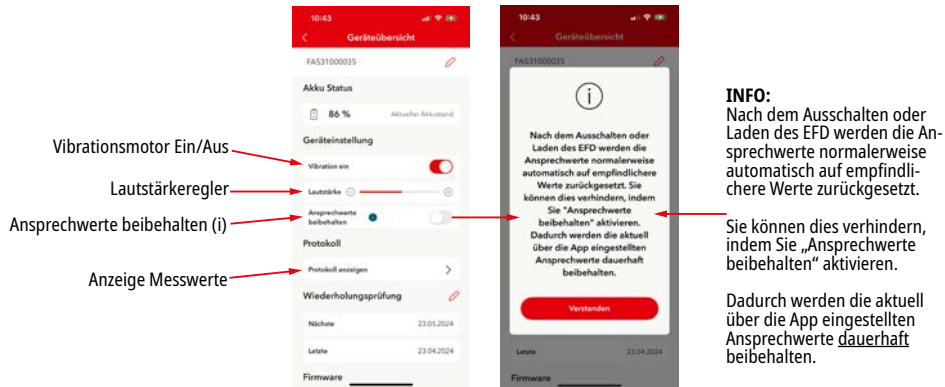 Vibrationsmotor Ein/Aus
Lautstärkeregler
Ansprechwerte beibehalten (i)
Anzeige Messwerte
10:43
Geräteübersicht
FAS31000035
Akku Status
86 %
Aktueller Akkustand
Geräteinstellung
Vibration ein
Lautstärke
Ansprechwerte
beibehalten
Protokoll
Protokoll anzeigen
Wiederholungsprüfung
Nächste
23.05.2024
Letzte
23.04.2024
Firmware
10:43
Geräteübersicht
FAS31000035
Nach dem Ausschalten oder
Laden des EFD werden die
Ansprechwerte normalerweise
automatisch auf empfindlichere
Werte zurückgesetzt. Sie
können dies verhindern, indem
Sie "Ansprechwerte
beibehalten" aktivieren.
Dadurch werden die aktuell
über die App eingestellten
Ansprechwerte dauerhaft
beibehalten.
Verstanden
Letzte
23.04.2024
Firmware
INFO:
Nach dem Ausschalten oder
Laden des EFD werden die An-
sprechwerte normalerweise
automatisch auf empfindli-
chere Werte zurückgesetzt.
Sie können dies verhindern,
indem Sie „Ansprechwerte
beibehalten“ aktivieren.
Dadurch werden die aktuell
über die App eingestellten
Ansprechwerte dauerhaft
beibehalten.